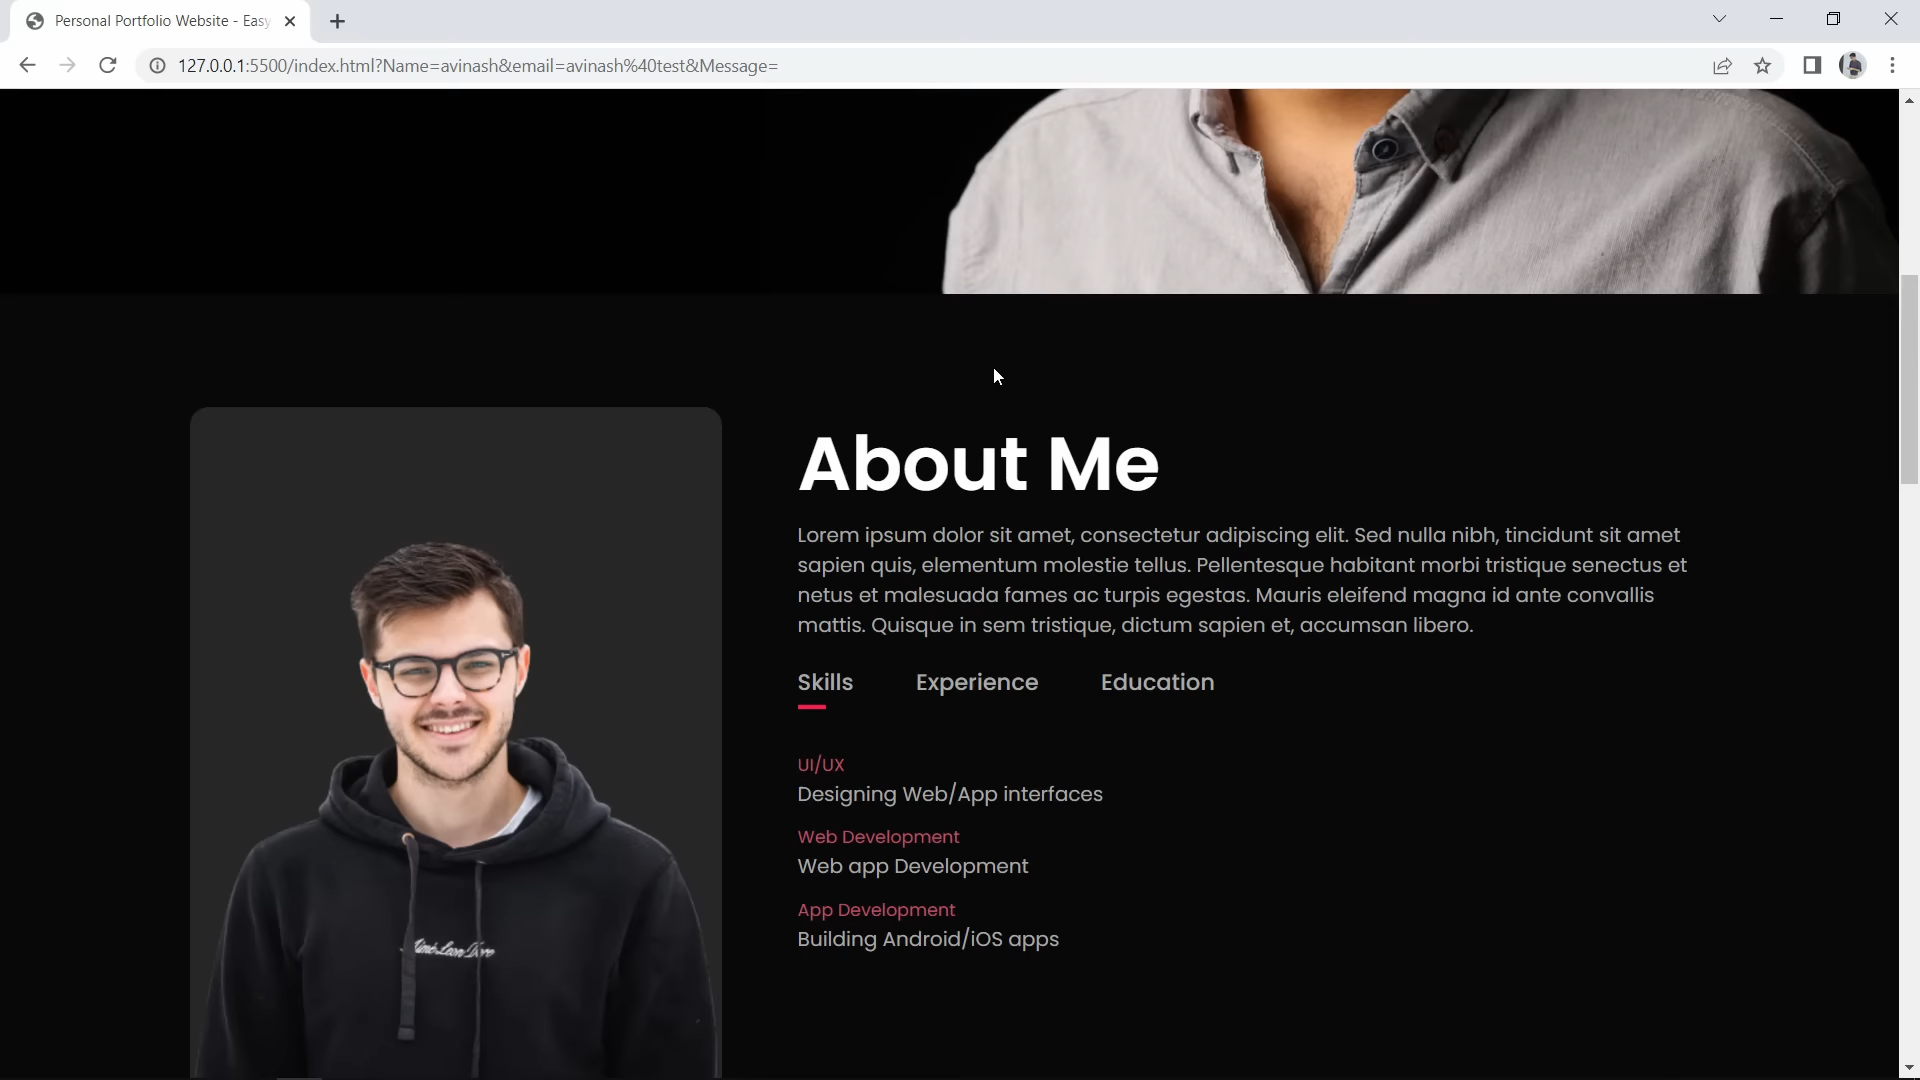 Personal Portfolio Website - Easy
127.0.0.1:5500/index.html?Name=avinash&email=avinash%40test&Message=
About Me
Lorem ipsum dolor sit amet, consectetur adipiscing elit. Sed nulla nibh, tincidunt sit amet
sapien quis, elementum molestie tellus. Pellentesque habitant morbi tristique senectus et
netus et malesuada fames ac turpis egestas. Mauris eleifend magna id ante convallis
mattis. Quisque in sem tristique, dictum sapien et, accumsan libero.
Skills Experience Education
UI/UX
Designing Web/App interfaces
Web Development
Web app Development
App Development
Building Android/iOS apps